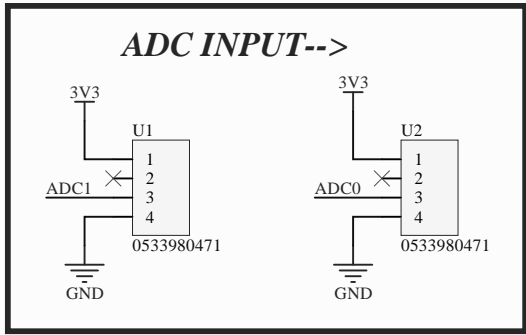 ADC INPUT-->
3V3
3V3
U1
U2
1
1
2
2
ADC1
3
ADC0
3
4
4
0533980471
0533980471
GND
GND